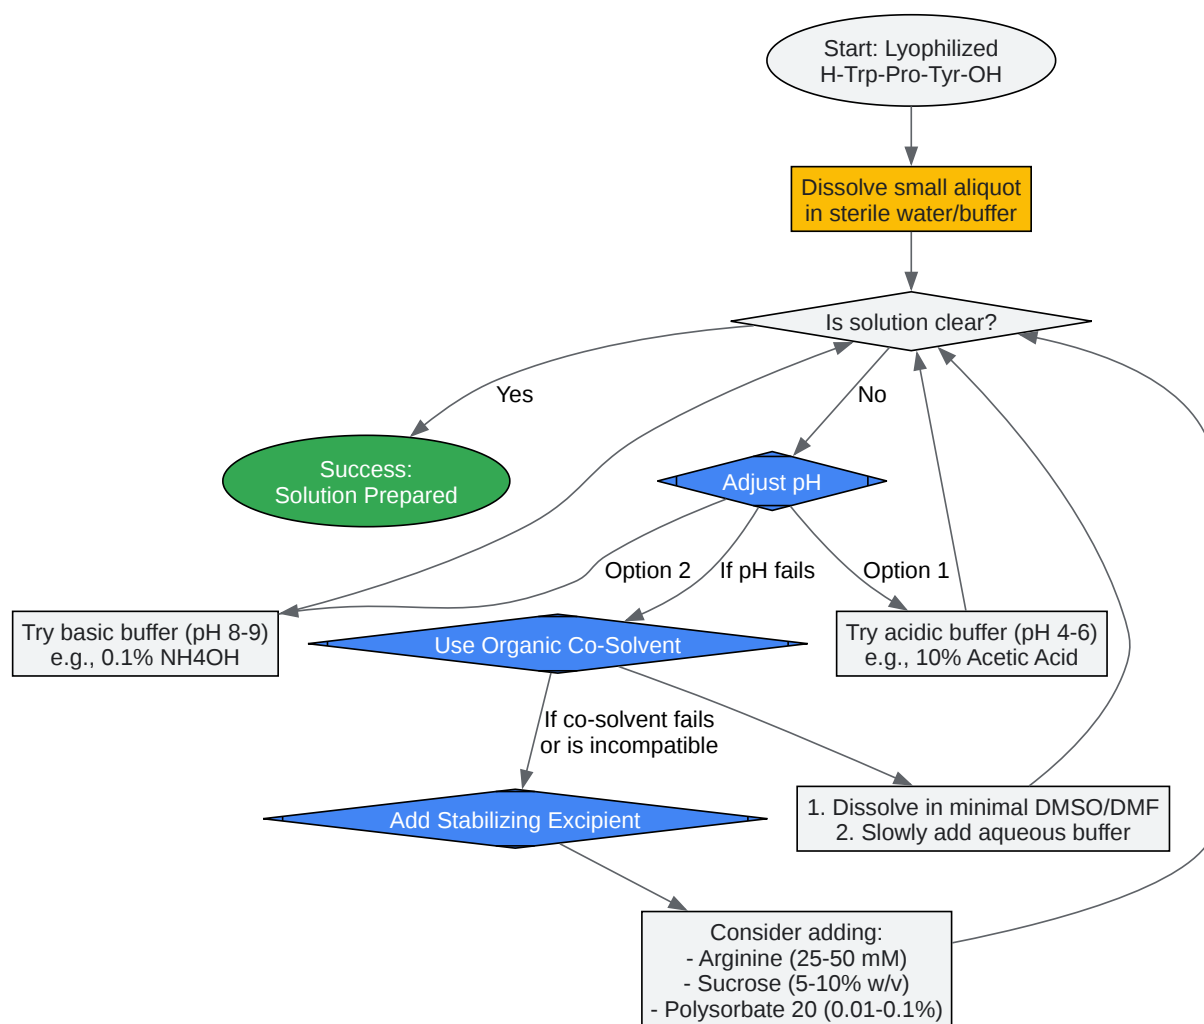 Start: Lyophilized
H-Trp-Pro-Tyr-OH
Dissolve small aliquot
in sterile water/buffer
Is solution clear?
Yes
No
Success:
Solution Prepared
Adjust pH
Option 2
If pH fails
Option 1
Try basic buffer (pH 8-9)
e.g., 0.1% NH4OH
Use Organic Co-Solvent
Try acidic buffer (pH 4-6)
e.g., 10% Acetic Acid
If co-solvent fails
or is incompatible
Add Stabilizing Excipient
1. Dissolve in minimal DMSO/DMF
2. Slowly add aqueous buffer
Consider adding:
- Arginine (25-50 mM)
- Sucrose (5-10% w/v)
- Polysorbate 20 (0.01-0.1%)